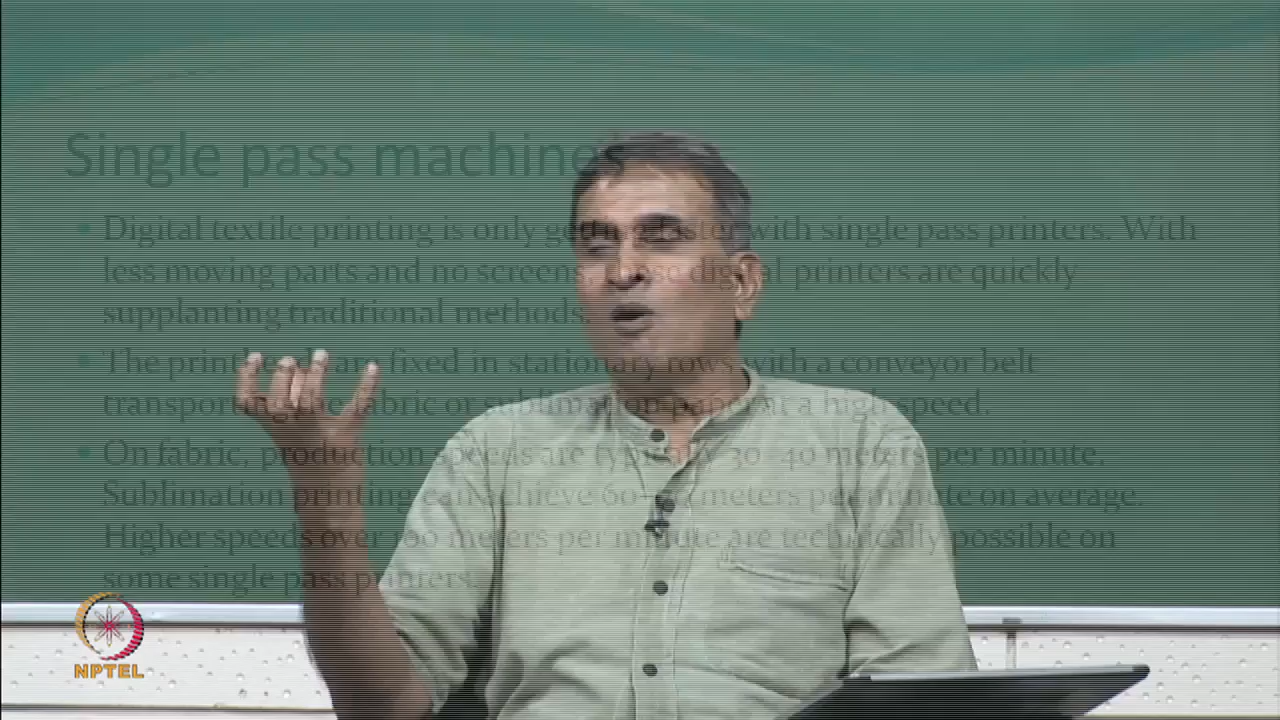 Single pass machines
• Digital textile printing is only getting faster with single pass printers. With
less moving parts and no screens, these digital printers are quickly
supplanting traditional methods.
• The printheads are fixed in stationary rows with a conveyor belt
transporting the fabric or sublimation paper at a high speed.
• On fabric, production speeds are typically 30-40 meters per minute.
Sublimation printing can achieve meters per minute on average.
Higher speeds over 100 meters per minute are technically possible on
some single pass printers.
NPTEL